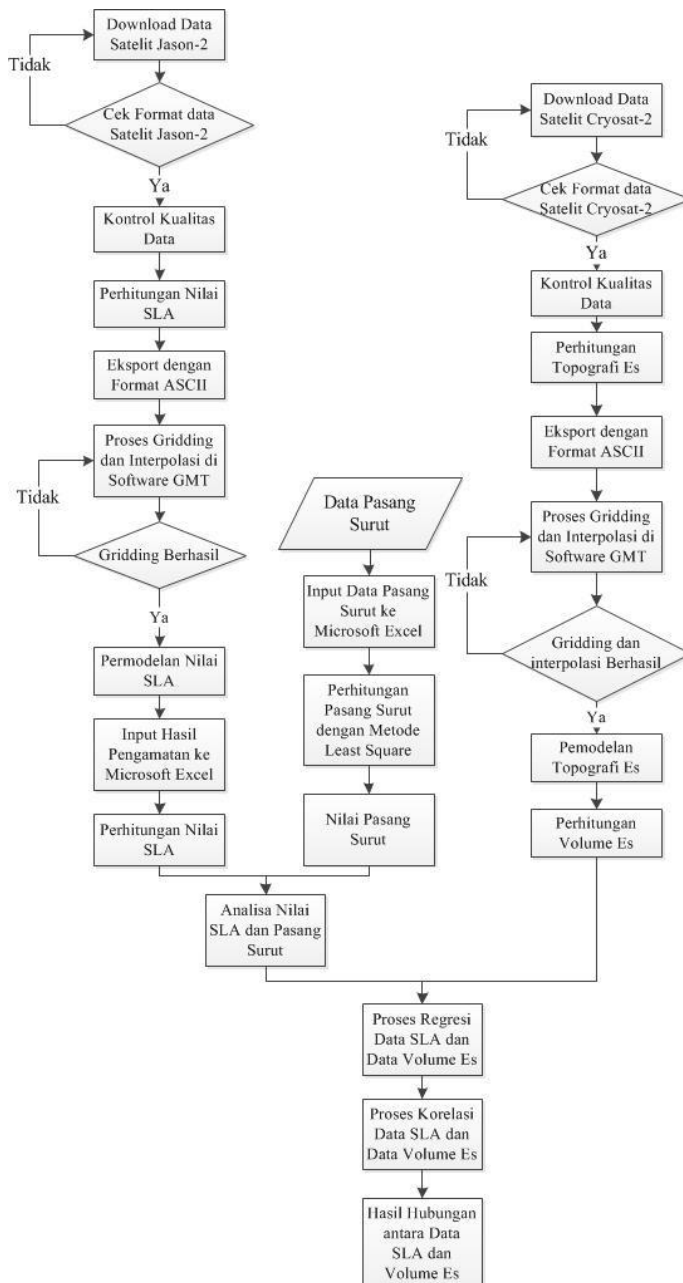 Download Data
Satelit Jason-2
Tidak
Cek Format data
Satelit Jason-2
Ya
Kontrol Kualitas
Data
Perhitungan Nilai
SLA
Eksport dengan
Format ASCII
Proses Gridding
dan Interpolasi di
Software GMT
Tidak
Gridding Berhasil
Ya
Permodelan Nilai
SLA
Input Hasil
Pengamatan ke
Microsoft Excel
Perhitungan Nilai
SLA
Data Pasang
Surut
Input Data Pasang
Surut ke
Microsoft Excel
Perhitungan
Pasang Surut
dengan Metode
Least Square
Nilai Pasang
Surut
Analisa Nilai
SLA dan Pasang
Surut
Download Data
Satelit Cryosat-2
Tidak
Cek Format data
Satelit Cryosat-2
Ya
Kontrol Kualitas
Data
Perhitungan
Topografi Es
Eksport dengan
Format ASCII
Proses Gridding
dan Interpolasi di
Software GMT
Tidak
Gridding dan
interpolasi Berhasil
Ya
Pemodelan
Topografi Es
Perhitungan
Volume Es
Proses Regresi
Data SLA dan
Data Volume Es
Proses Korelasi
Data SLA dan
Data Volume Es
Hasil Hubungan
antara Data
SLA dan
Volume Es